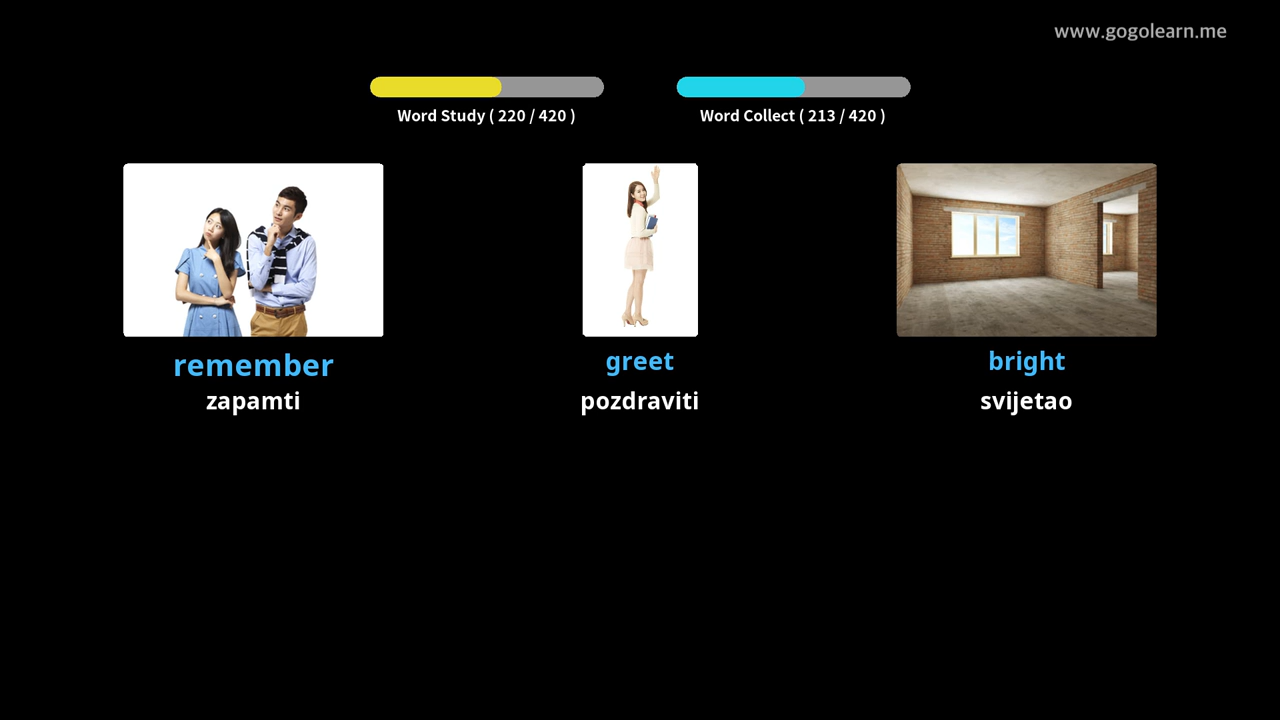 www.gogolearn.me
Word Study ( 220 / 420 )
Word Collect ( 213 / 420 )
remember
zapamti
greet
pozdraviti
bright
svijetao